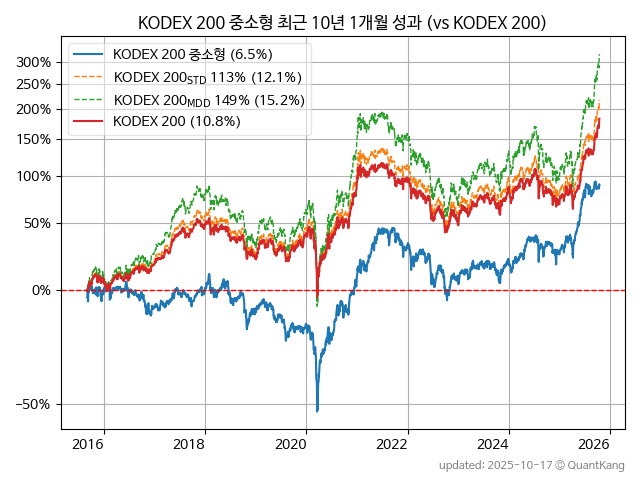 KODEX 200 중소형 최근 10년 1개월 성과 (vs KODEX 200)
KODEX 200 중소형 (6.5%)
KODEX 200STD 113% (12.1%)
KODEX 200MDD 149% (15.2%)
KODEX 200 (10.8%)
300%
250%
200%
150%
100%
50%
0%
−50%
2016
2018
2020
2022
2024
2026
updated: 2025-10-17 © QuantKang